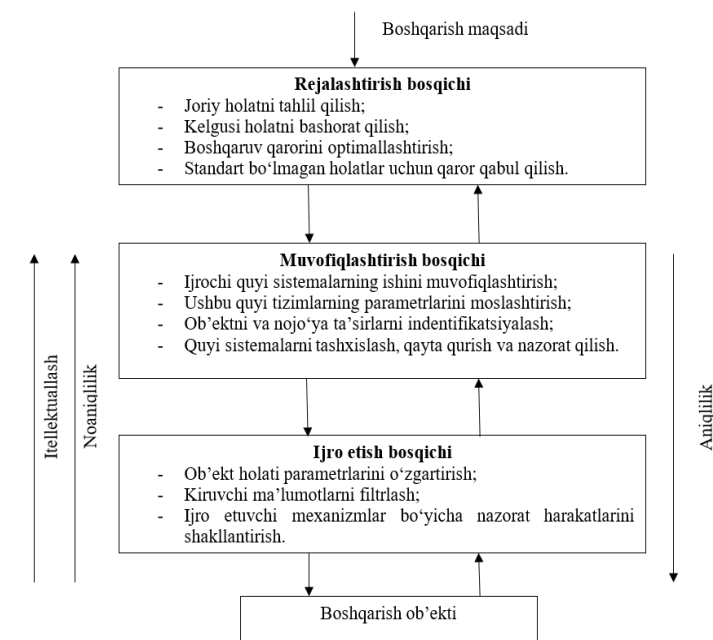 Boshqarish maqsadi
Rejalashtirish bosqichi
- Joriy holatni tahlil qilish;
- Kelgusi holatni bashorat qilish;
- Boshqaruv qarorini optimallashtirish;
- Standart bo‘lmagan holatlar uchun qaror qabul qilish.
Muvofiqlashtirish bosqichi
- Ijrochi quyi sistemalarning ishini muvofiqlashtirish;
- Ushbu quyi tizimlarning parametrlarini moslashtirish;
- Ob’ektni va nojo‘ya ta’sirlarni indentifikatsiyalash;
- Quyi sistemalarni tashxislash, qayta qurish va nazorat qilish.
Itellektuallash
Noaniqlilik
Aniqlilik
Ijro etish bosqichi
- Ob’ekt holati parametrlarini o‘zgartirish;
- Kiruvchi ma’lumotlarni filtrlash;
- Ijro etuvchi mexanizmlar bo‘yicha nazorat harakatlarini
shakllantirish.
Boshqarish ob’ekti